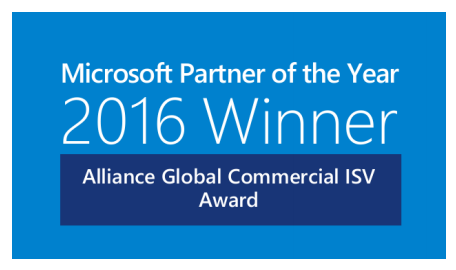 Microsoft Partner of the Year
2016 Winner
Alliance Global Commercial ISV
Award